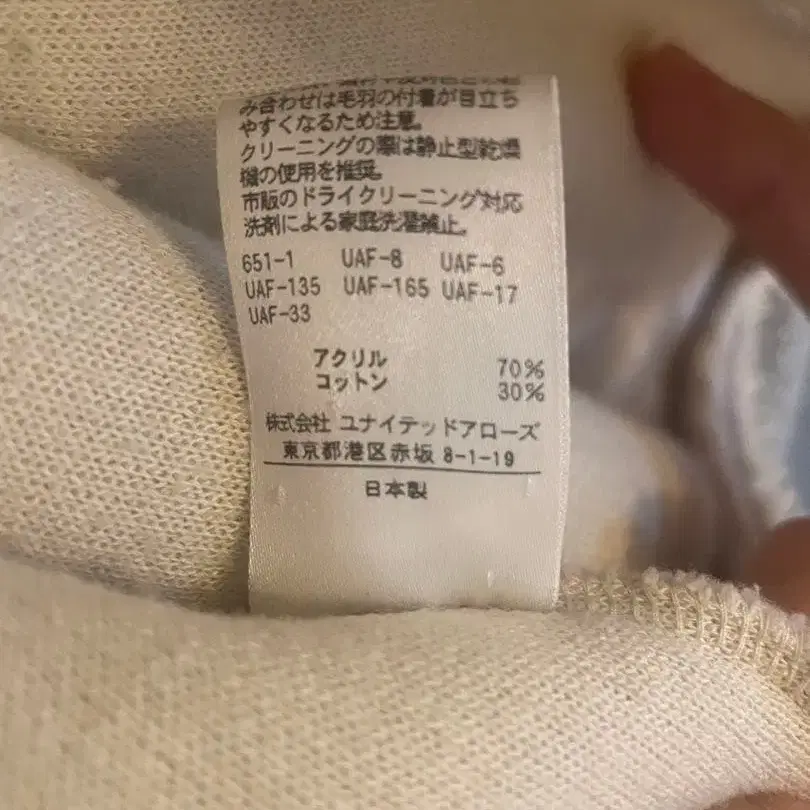 み合わせは毛羽の付着が目立ち
やすくなるため注意。
クリーニングの際は静止型乾燥
機の使用を推奨。
市販のドライクリーニング対応
洗剤による家庭洗濯禁止。
651-1 UAF-8 UAF-6
UAF-135 UAF-165 UAF-17
UAF-33
アクリル 70%
コットン 30%
株式会社 ユナイテッドアローズ
東京都港区赤坂 8-1-19
日本製